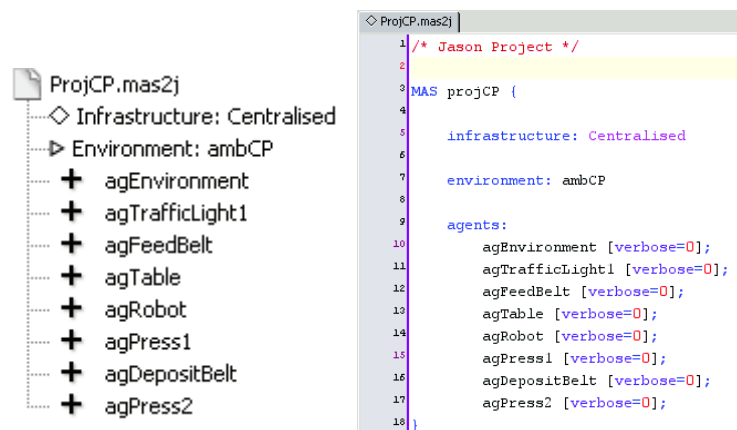 ProjCP.mas2j
Infrastructure: Centralised
Environment: ambCP
agEnvironment
agTrafficLight1
agFeedBelt
agTable
agRobot
agPress1
agDepositBelt
agPress2
ProjCP.mas2j
1 /* Jason Project */
2
3 MAS projCP {
4
5 infrastructure: Centralised
6
7 environment: ambCP
8
9 agents:
10 agEnvironment [verbose=0];
11 agTrafficLight1 [verbose=0];
12 agFeedBelt [verbose=0];
13 agTable [verbose=0];
14 agRobot [verbose=0];
15 agPress1 [verbose=0];
16 agDepositBelt [verbose=0];
17 agPress2 [verbose=0];
18 }